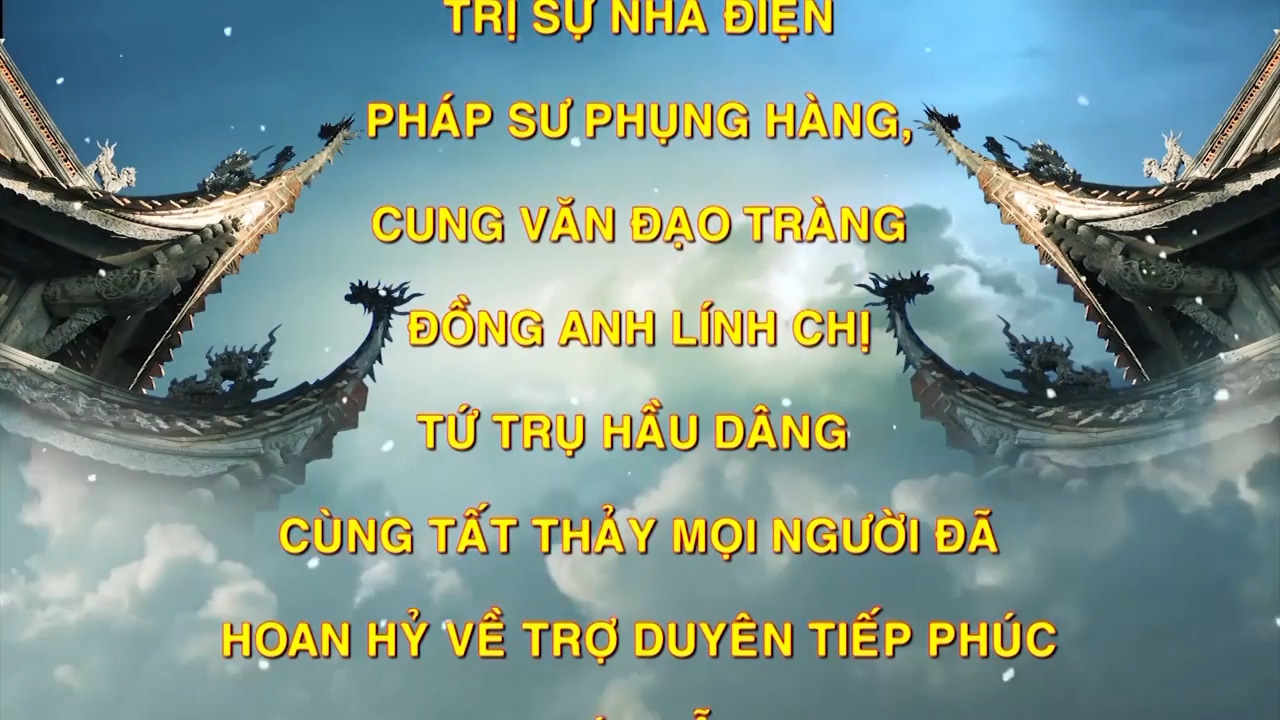 TRỊ SỰ NHÀ ĐIỆN
PHÁP SƯ PHỤNG HÀNG,
CUNG VĂN ĐẠO TRÀNG
ĐỒNG ANH LÍNH CHỊ
TỨ TRỤ HẦU DÂNG
CÙNG TẤT THẢY MỌI NGƯỜI ĐÃ
HOAN HỶ VỀ TRỢ DUYÊN TIẾP PHÚC